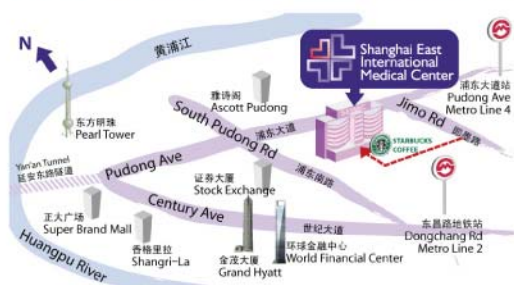 N
黄浦江
Shanghai East
International
Medical Center
浦东大道站
Pudong Ave
Metro Line 4
雅诗阁
Ascott Pudong
Jimo Rd
即墨路
东方明珠
Pearl Tower
South Pudong Rd
浦东南路
浦东大道
Pudong Ave
STARBUCKS
COFFEE
Yan'an Tunnel
延安东路隧道
证券大厦
Stock Exchange
正大广场
Super Brand Mall
Century Ave
世纪大道
东昌路地铁站
Dongchang Rd
Metro Line 2
香格里拉
Shangri-La
金茂大厦
Grand Hyatt
环球金融中心
World Financial Center
Huangpu River